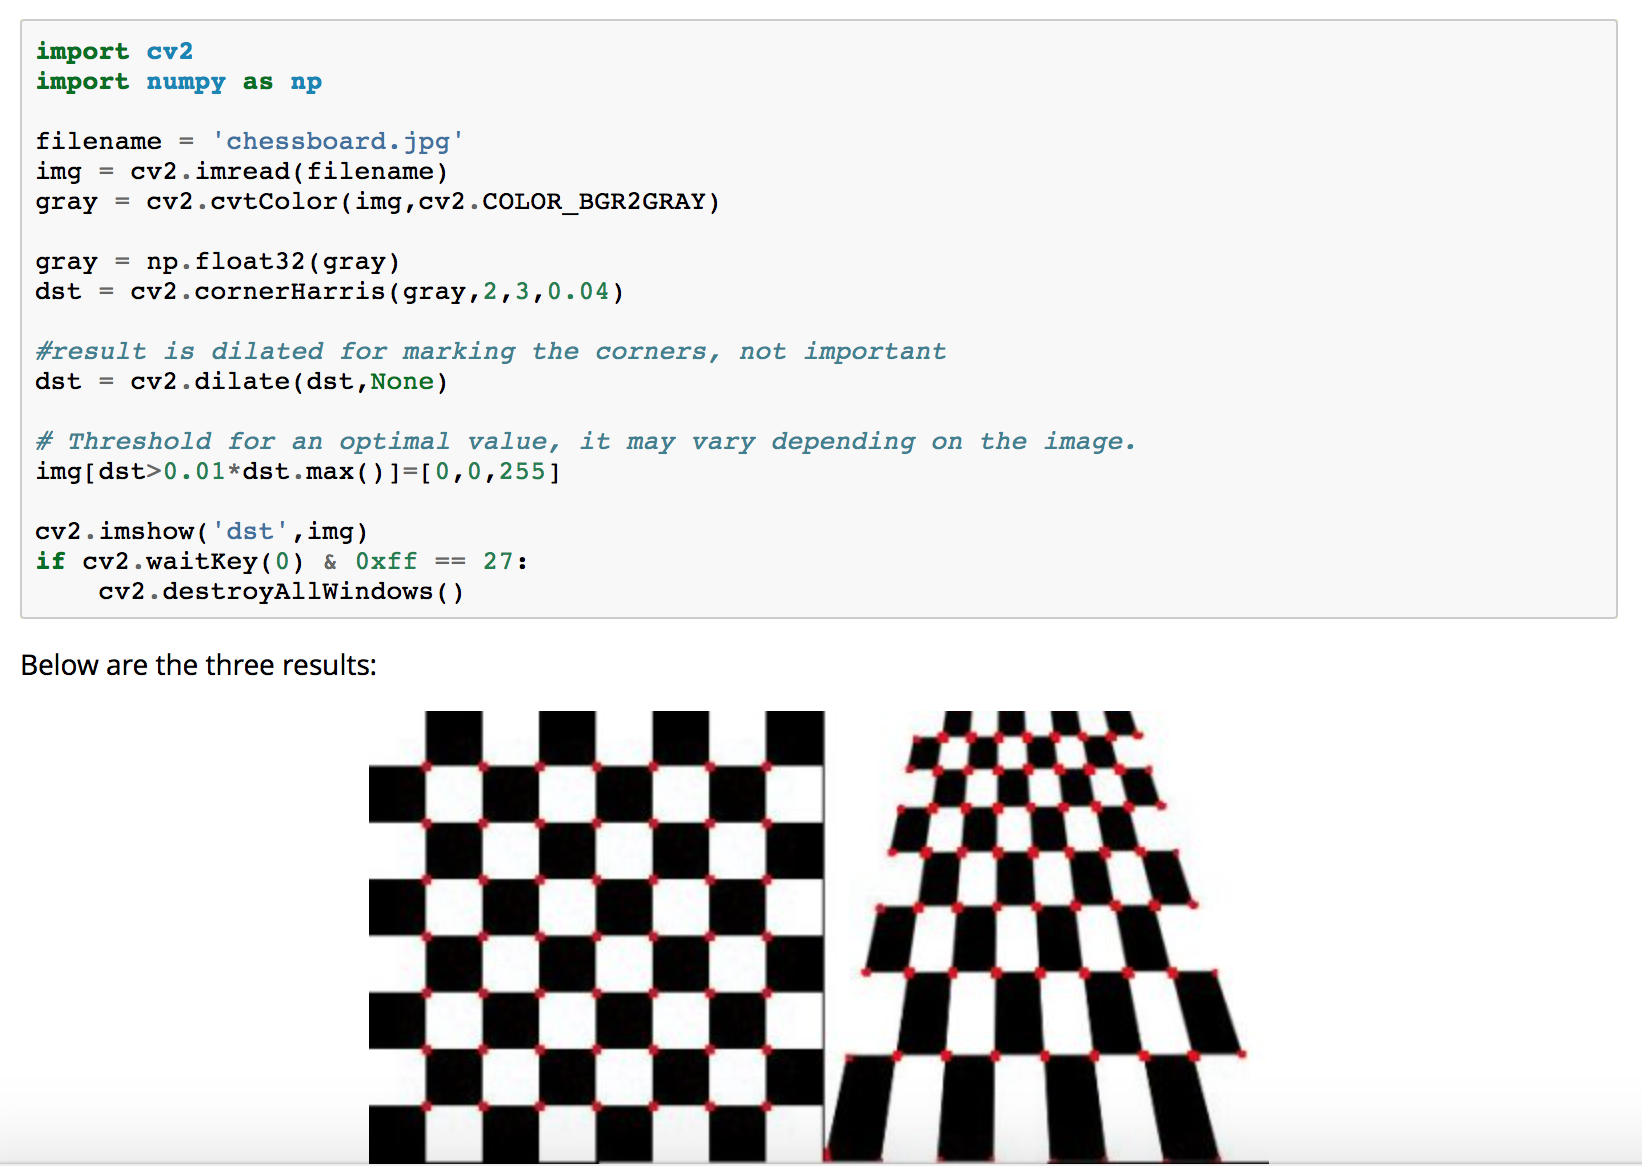 import cv2
import numpy as np
filename = 'chessboard.jpg'
img = cv2.imread(filename)
gray = cv2.cvtColor(img,cv2.COLOR_BGR2GRAY)
gray = np.float32(gray)
dst = cv2.cornerHarris(gray,2,3,0.04)
#result is dilated for marking the corners, not important
dst = cv2.dilate(dst,None)
# Threshold for an optimal value, it may vary depending on the image.
img[dst>0.01*dst.max()]=[0,0,255]
cv2.imshow('dst',img)
if cv2.waitKey(0) & 0xff == 27:
    cv2.destroyAllWindows()
Below are the three results: